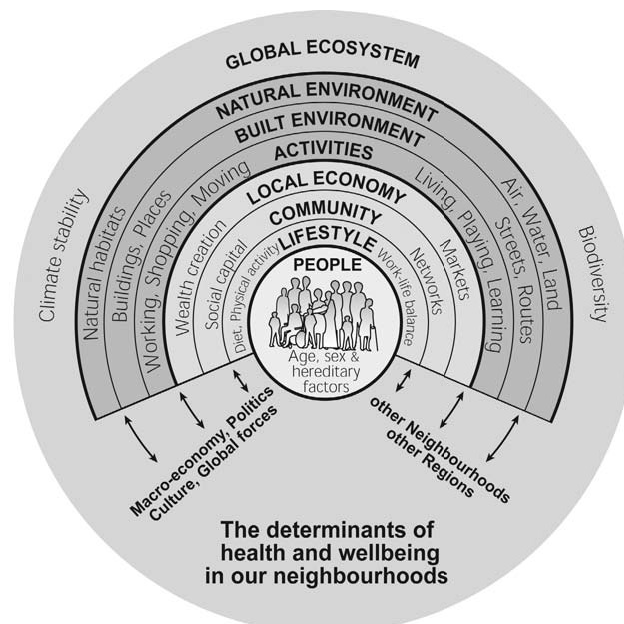 GLOBAL ECOSYSTEM
NATURAL ENVIRONMENT
BUILT ENVIRONMENT
ACTIVITIES
LOCAL ECONOMY
COMMUNITY
LIFESTYLE
PEOPLE
Age, sex &
hereditary
factors
Climate stability
Natural habitats
Buildings, Places
Working, Shopping, Moving
Wealth creation
Social capital
Diet, Physical activity
Work-life balance
Networks
Markets
Living, Playing, Learning
Streets, Routes
Air, Water, Land
Biodiversity
Macro-economy, Politics
Culture, Global forces
other Neighbourhoods
other Regions
The determinants of
health and wellbeing
in our neighbourhoods